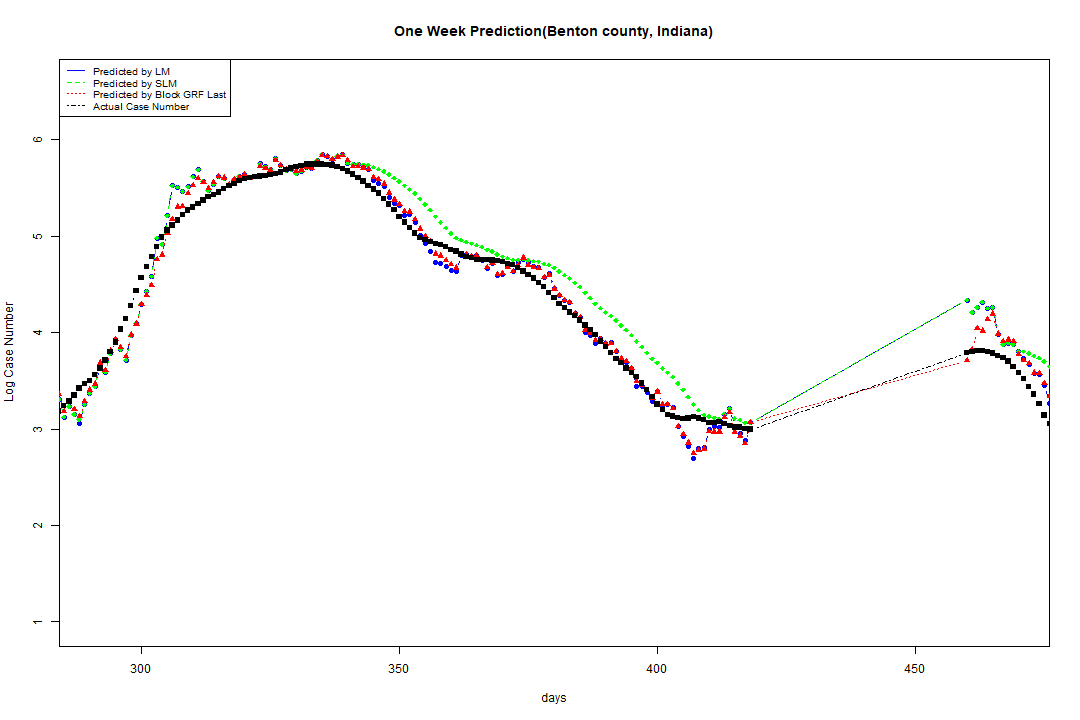 One Week Prediction(Benton county, Indiana)
Predicted by LM
Predicted by SLM
Predicted by Block GRF Last
Actual Case Number
Log Case Number
6
5
4
3
2
1
300 350 400 450
days